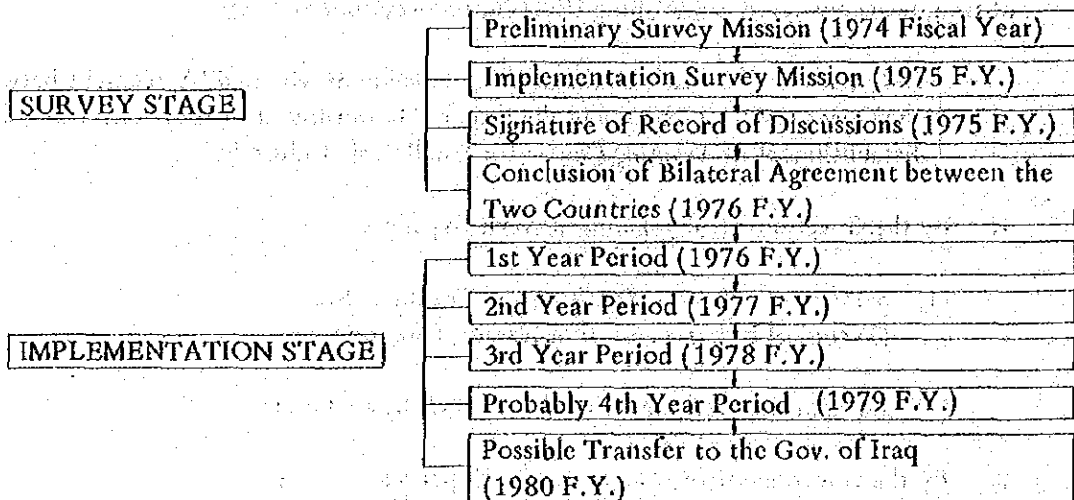 SURVEY STAGE
Preliminary Survey Mission (1974 Fiscal Year)
Implementation Survey Mission (1975 F.Y.)
Signature of Record of Discussions (1975 F.Y.)
Conclusion of Bilateral Agreement between the
Two Countries (1976 F.Y.)
IMPLEMENTATION STAGE
1st Year Period (1976 F.Y.)
2nd Year Period (1977 F.Y.)
3rd Year Period (1978 F.Y.)
Probably 4th Year Period (1979 F.Y.)
Possible Transfer to the Gov. of Iraq
(1980 F.Y.)